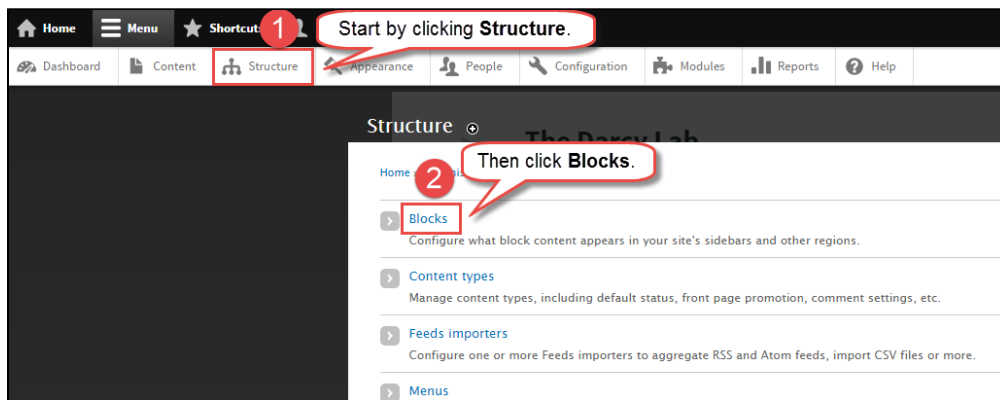 Home Menu Shortcut 1 Start by clicking Structure.
Dashboard Content Structure Appearance People Configuration Modules Reports Help
Structure
The Darcy Lab
Home 2 Then click Blocks.
Blocks
Configure what block content appears in your site's sidebars and other regions.
Content types
Manage content types, including default status, front page promotion, comment settings, etc.
Feeds importers
Configure one or more Feeds importers to aggregate RSS and Atom feeds, import CSV files or more.
Menus